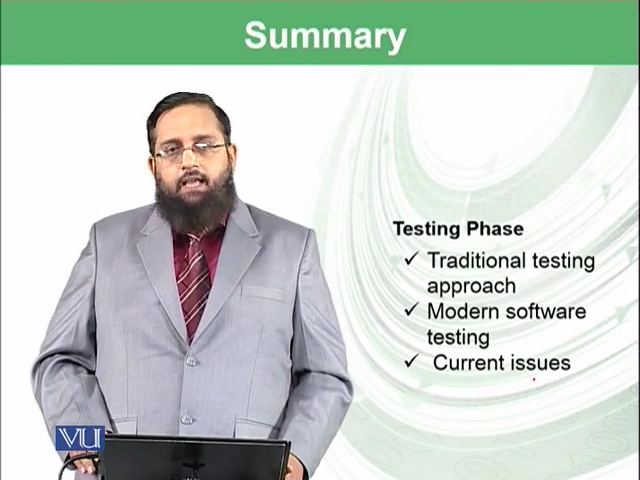 Summary
Testing Phase
✓ Traditional testing
approach
✓ Modern software
testing
✓ Current issues
VU